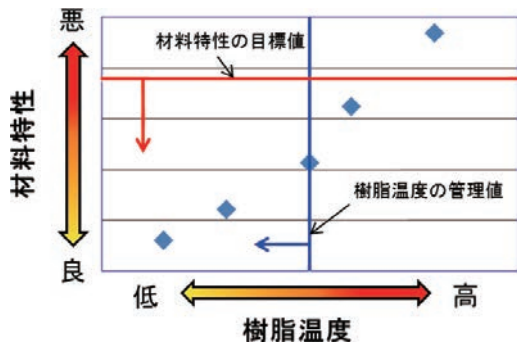 悪
材料特性の目標値
材料特性
樹脂温度の管理値
良
低
高
樹脂温度